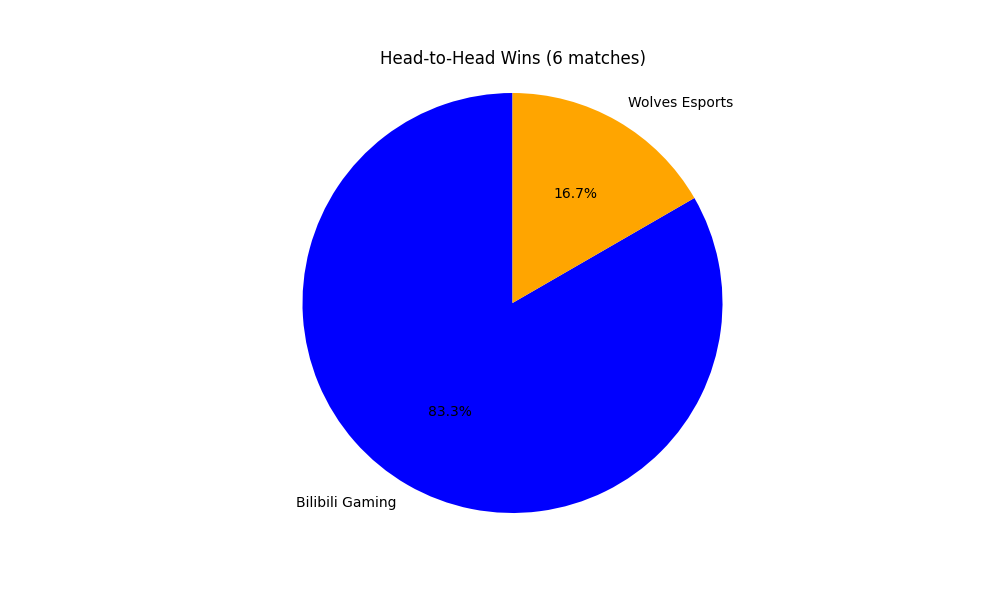 Head-to-Head Wins (6 matches)
Wolves Esports
16.7%
83.3%
Bilibili Gaming